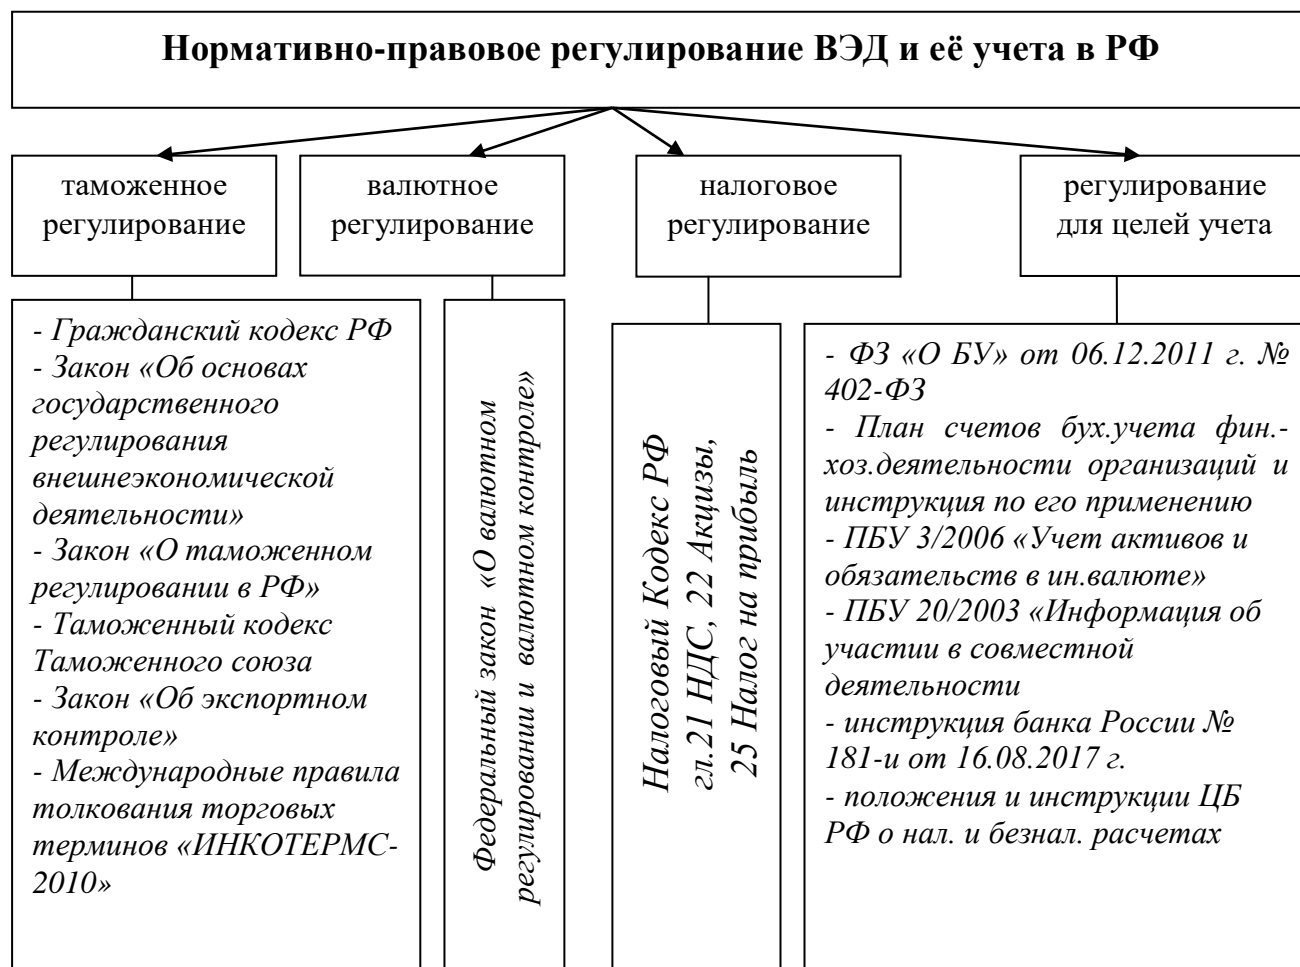 Нормативно-правовое регулирование ВЭД и её учета в РФ
таможенное
регулирование
валютное
регулирование
налоговое
регулирование
регулирование
для целей учета
- Гражданский кодекс РФ
- Закон «Об основах
государственного
регулирования
внешнеэкономической
деятельности»
- Закон «О таможенном
регулировании в РФ»
- Таможенный кодекс
Таможенного союза
- Закон «Об экспортном
контроле»
- Международные правила
толкования торговых
терминов «ИНКОТЕРМС-
2010»
Федеральный закон «О валютном
регулировании и валютном контроле»
Налоговый Кодекс РФ
гл.21 НДС, 22 Акцизы,
25 Налог на прибыль
- ФЗ «О БУ» от 06.12.2011 г. №
402-ФЗ
- План счетов бух.учета фин.-
хоз.деятельности организаций и
инструкция по его применению
- ПБУ 3/2006 «Учет активов и
обязательств в ин.валюте»
- ПБУ 20/2003 «Информация об
участии в совместной
деятельности
- инструкция банка России №
181-и от 16.08.2017 г.
- положения и инструкции ЦБ
РФ о нал. и безнал. расчетах